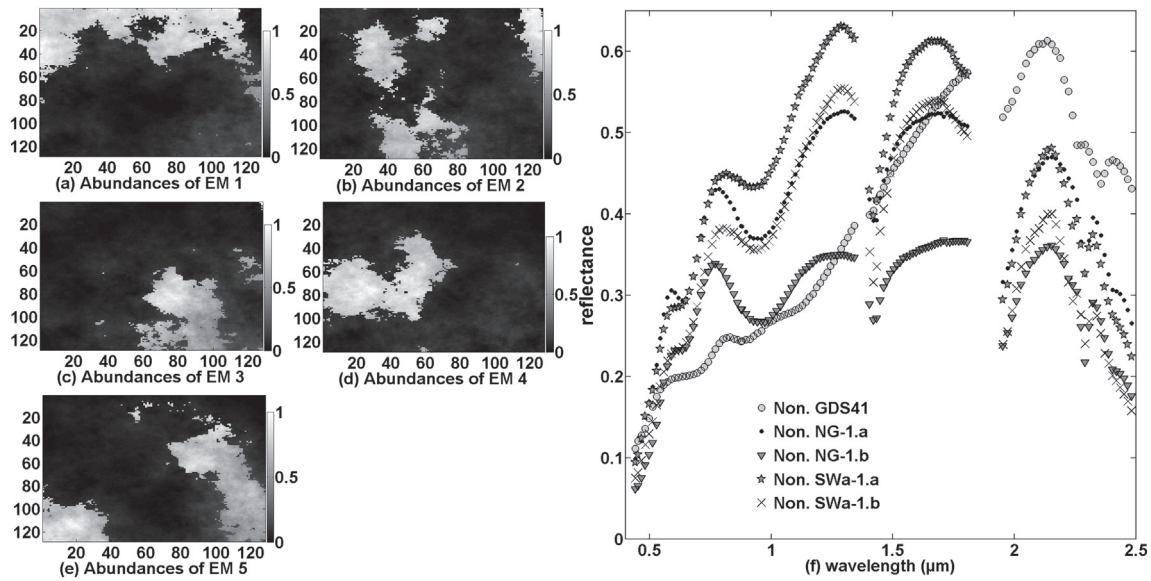 20
40
60
80
100
120
20 40 60 80 100 120
1
0.5
0
(a) Abundances of EM 1
20
40
60
80
100
120
20 40 60 80 100 120
1
0.5
0
(b) Abundances of EM 2
20
40
60
80
100
120
20 40 60 80 100 120
1
0.5
0
(c) Abundances of EM 3
20
40
60
80
100
120
20 40 60 80 100 120
1
0.5
0
(d) Abundances of EM 4
20
40
60
80
100
120
20 40 60 80 100 120
1
0.5
0
(e) Abundances of EM 5
reflectance
0.6
0.5
0.4
0.3
0.2
0.1
0
Non. GDS41
Non. NG-1.a
Non. NG-1.b
Non. SWa-1.a
Non. SWa-1.b
0.5 1 1.5 2 2.5
(f) wavelength (μm)